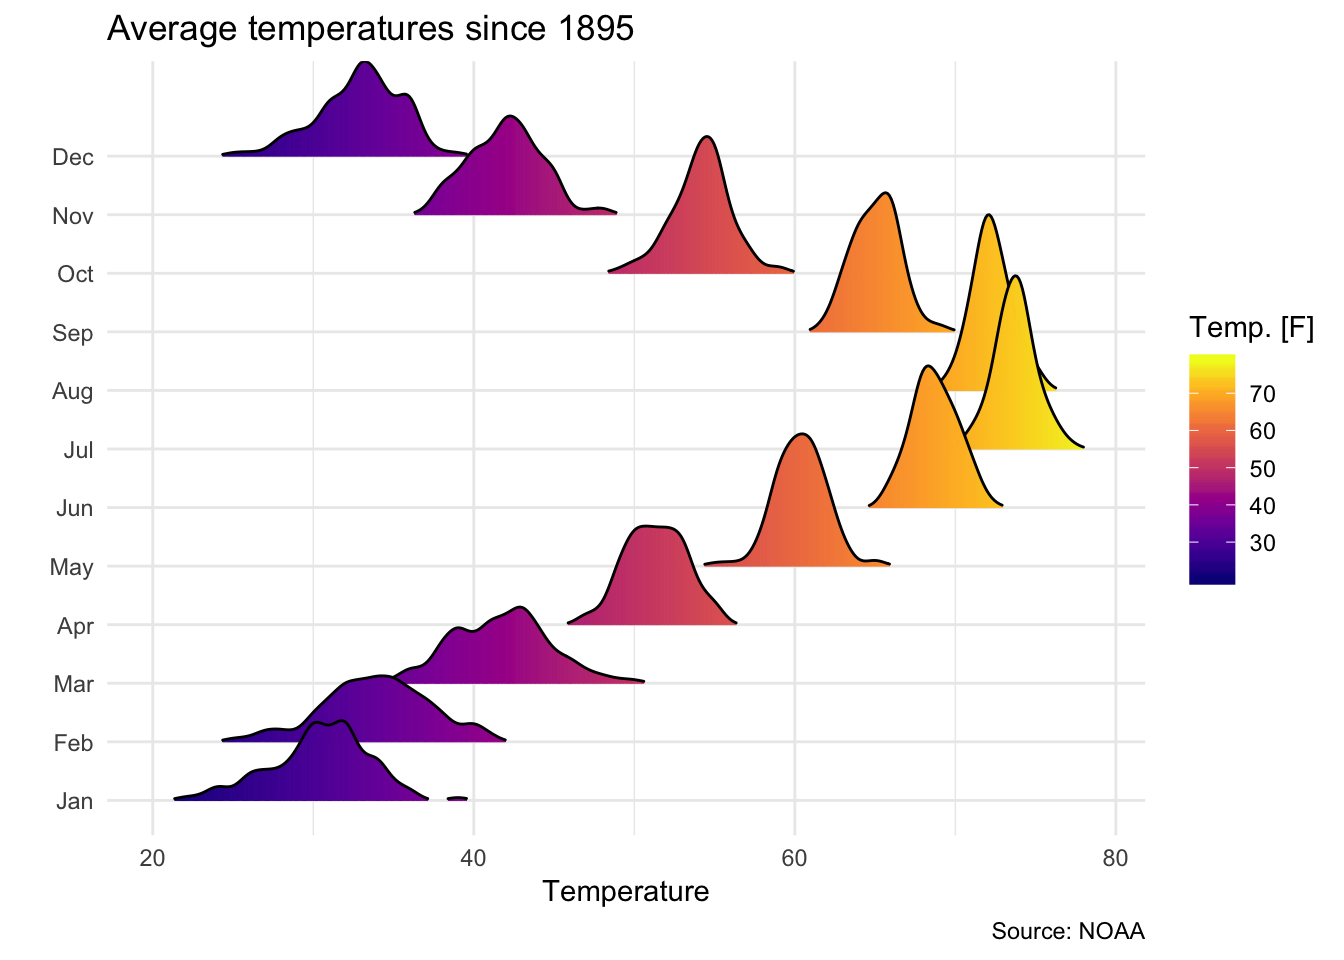 Average temperatures since 1895
Dec
Nov
Oct
Sep
Aug
Jul
Jun
May
Apr
Mar
Feb
Jan
20 40 60 80
Temperature
Temp. [F]
70
60
50
40
30
Source: NOAA